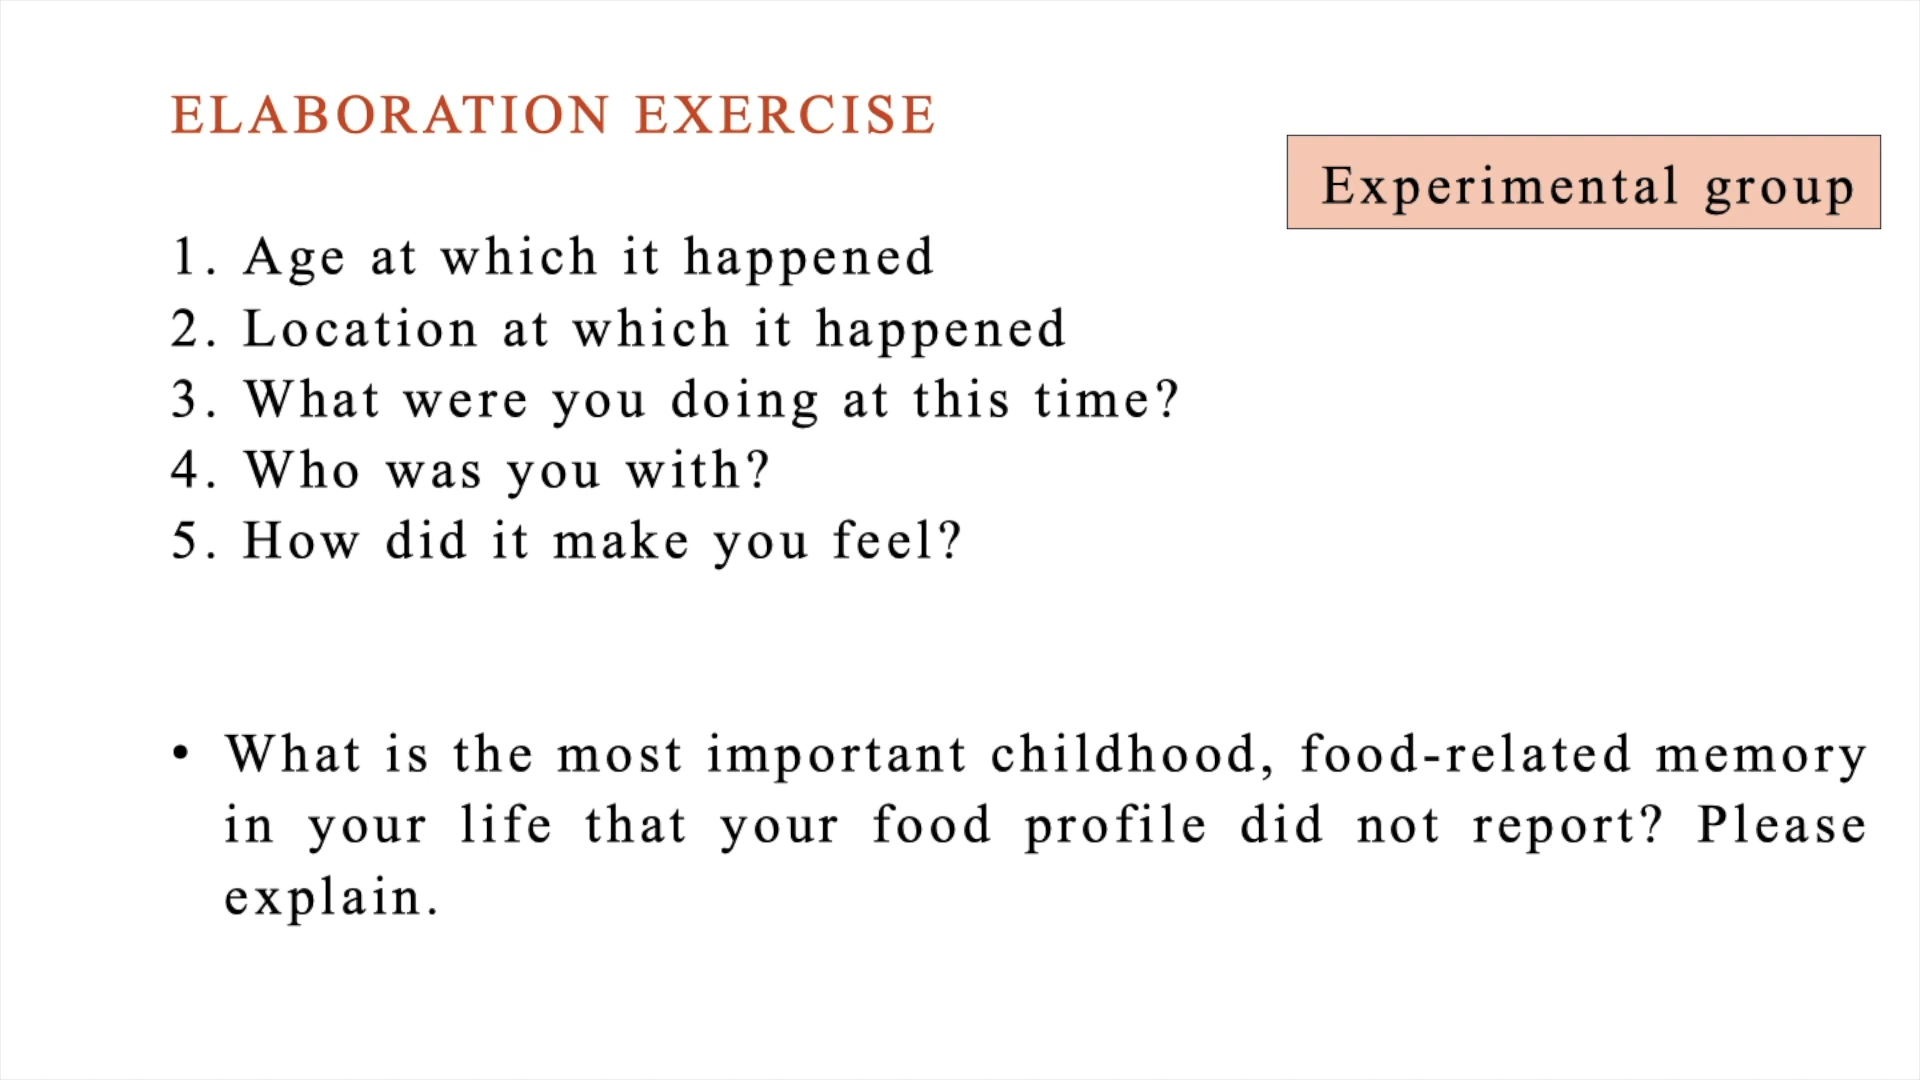 ELABORATION EXERCISE
Experimental group
1. Age at which it happened
2. Location at which it happened
3. What were you doing at this time?
4. Who was you with?
5. How did it make you feel?
• What is the most important childhood, food-related memory
in your life that your food profile did not report? Please
explain.